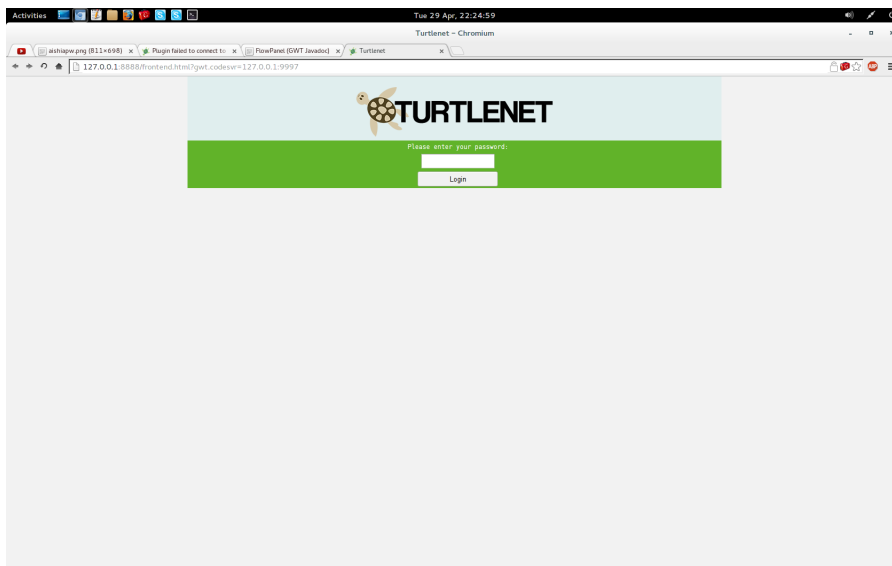 Activities
Tue 29 Apr, 22:24:59
Turtlenet - Chromium
aishiapw.png (811×698)
Plugin failed to connect to
FlowPanel (GWT Javadoc)
Turtlenet
127.0.0.1:8888/frontend.html?gwt.codesvr=127.0.0.1:9997
ABP
TURTLENET
Please enter your password:
Login